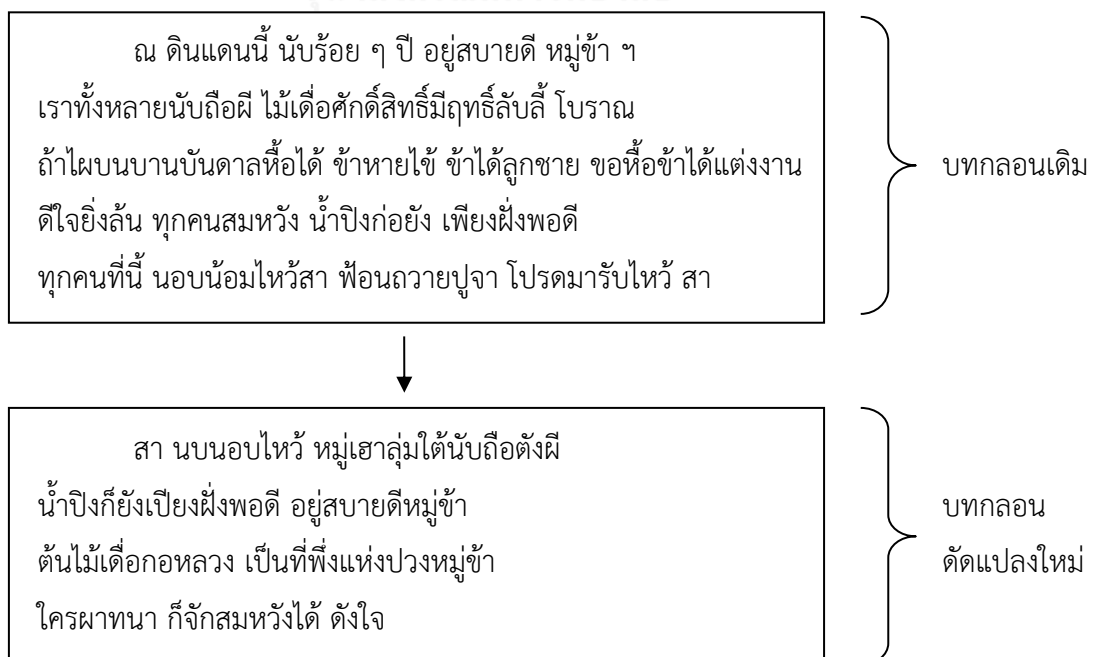 ณ ดินแดนนี้ นับร้อย ๆ ปี อยู่สบายดี หมู่ข้า ฯ
เราทั้งหลายนับถือผี ไม้เดื่อศักดิ์สิทธิ์มีฤทธิ์ลับลี้ โบราณ
ถ้าไผบนบานบันดาลหื้อได้ ข้าหายไข้ ข้าได้ลูกชาย ขอหื้อข้าได้แต่งงาน
ดีใจยิ่งล้น ทุกคนสมหวัง น้ำปิงก่อยัง เพียงฝั่งพอดี
ทุกคนที่นี้ นอบน้อมไหว้สา ฟ้อนถวายปูจา โปรดมารับไหว้ สา
บทกลอนเดิม
สา นบนอบไหว้ หมู่เฮาลุ่มใต้นับถือตังผี
น้ำปิงก็ยังเปียงฝั่งพอดี อยู่สบายดีหมู่ข้า
ต้นไม้เดื่อกอหลวง เป็นที่พึ่งแห่งปวงหมู่ข้า
ใครผาทนา ก็จักสมหวังได้ ดังใจ
บทกลอน
ดัดแปลงใหม่